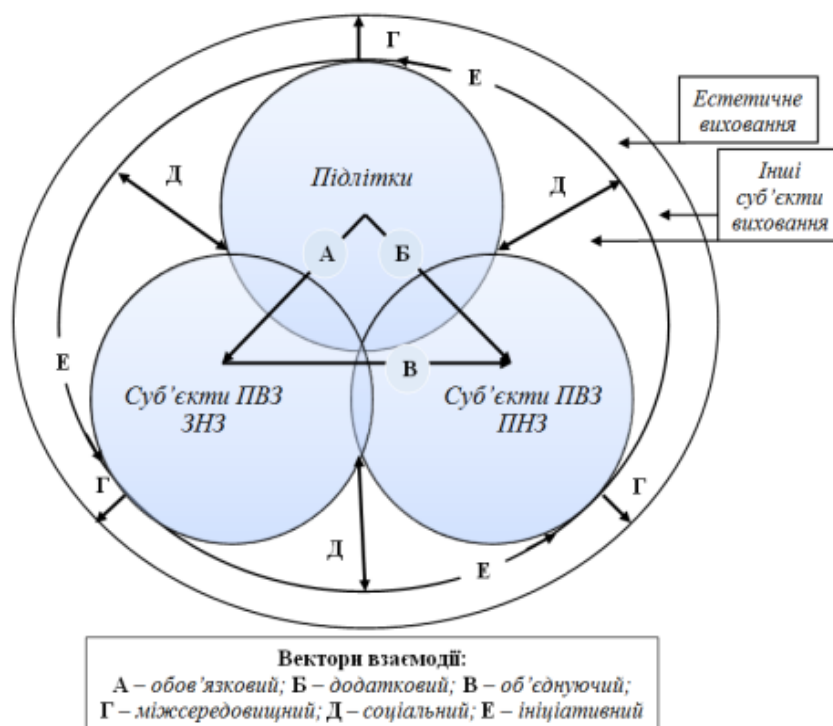 Г
Е
Естетичне
виховання
Д
Підлітки
Д
Інші
суб’єкти
виховання
А
Б
Е
В
Суб’єкти ПВЗ
ЗНЗ
Суб’єкти ПВЗ
ПНЗ
Г
Г
Д
Е
Вектори взаємодії:
А – обов’язковий; Б – додатковий; В – об’єднуючий;
Г – міжсередовищний; Д – соціальний; Е – ініціативний